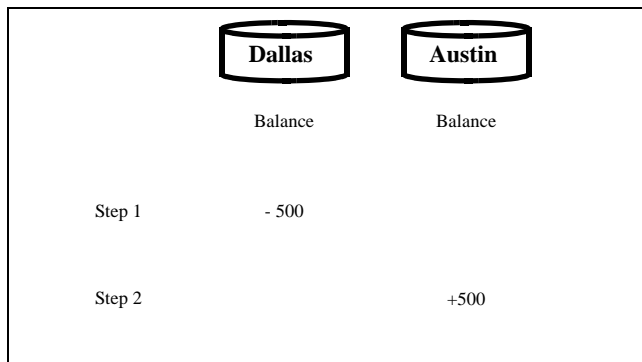 Dallas Austin
Balance Balance
Step 1 - 500
Step 2 +500